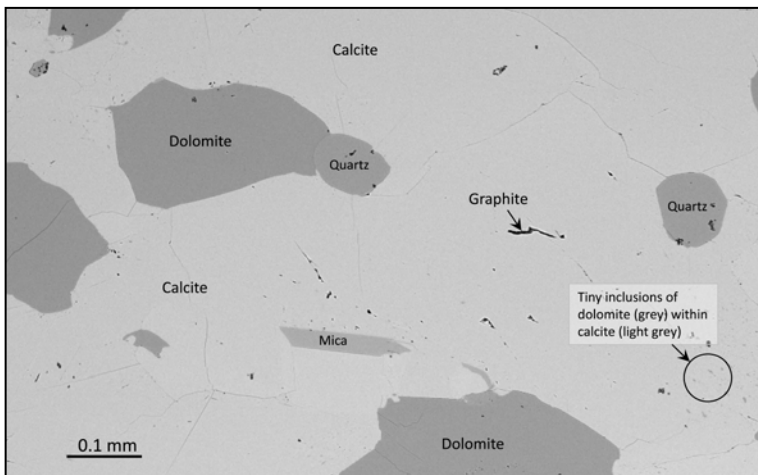 Calcite
Dolomite
Quartz
Graphite
Quartz
Calcite
Tiny inclusions of
dolomite (grey) within
calcite (light grey)
Mica
0.1 mm
Dolomite